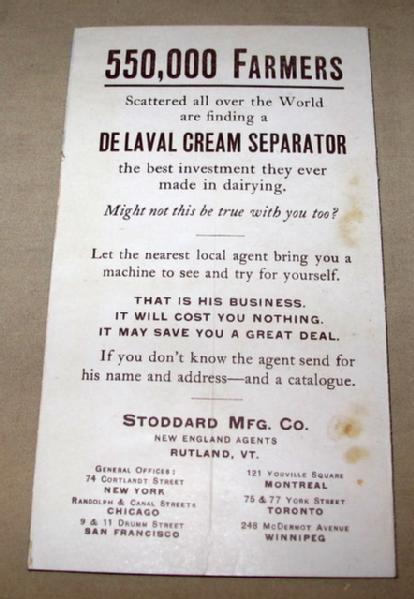 550,000 FARMERS
Scattered all over the World
are finding a
DE LAVAL CREAM SEPARATOR
the best investment they ever
made in dairying.
Might not this be true with you too?
Let the nearest local agent bring you a
machine to see and try for yourself.
THAT IS HIS BUSINESS.
IT WILL COST YOU NOTHING.
IT MAY SAVE YOU A GREAT DEAL.
If you don't know the agent send for
his name and address—and a catalogue.
STODDARD MFG. CO.
NEW ENGLAND AGENTS
RUTLAND, VT.
GENERAL OFFICES:
74 CORTLANDT STREET
NEW YORK
RANDOLPH & CANAL STREETS
CHICAGO
9 & 11 DRUMM STREET
SAN FRANCISCO
121 YOUVILLE SQUARE
MONTREAL
75 & 77 YORK STREET
TORONTO
248 MCDERMOT AVENUE
WINNIPEG